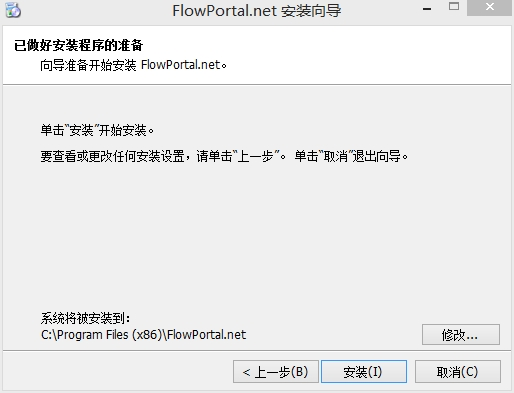 FlowPortal.net 安装向导
已做好安装程序的准备
向导准备开始安装 FlowPortal.net。
单击“安装”开始安装。
要查看或更改任何安装设置，请单击“上一步”。 单击“取消”退出向导。
系统将被安装到：
C:\Program Files (x86)\FlowPortal.net
修改...
< 上一步(B)
安装(I)
取消(C)